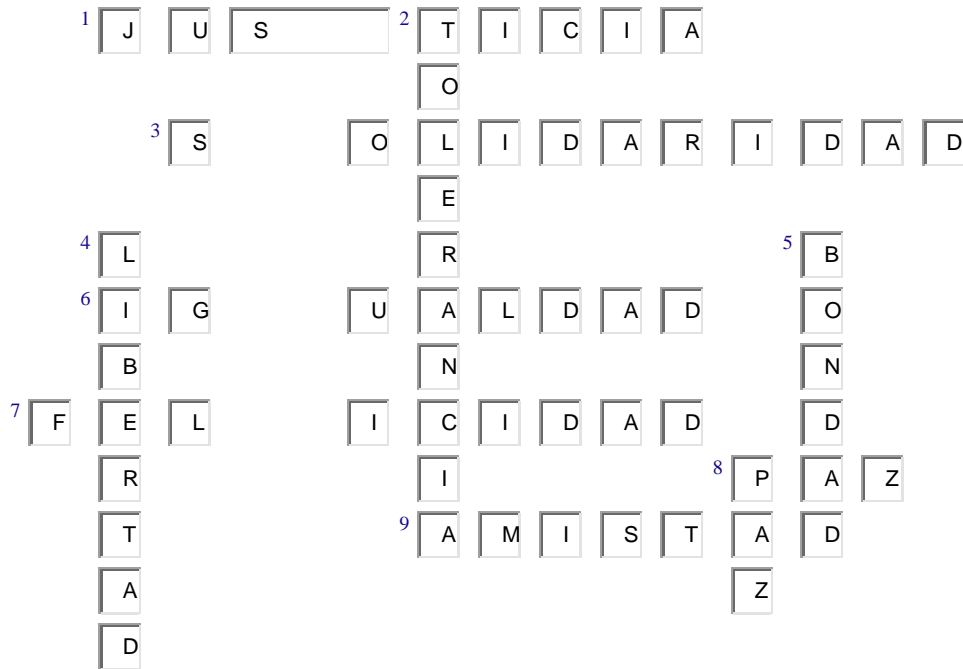 1 J U S 2 T I C I A
O
3 S O L I D A R I D A D
E
4 L R 5 B
6 I G U A L D A D O
B N N
7 F E L I C I D A D D
R I 8 P A Z
T 9 A M I S T A D
A Z
D